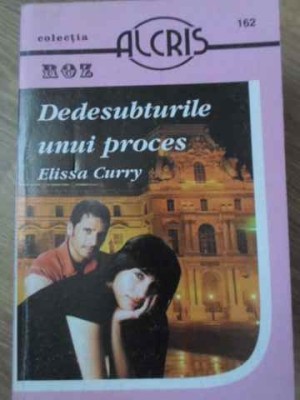 colecția
ALCRIS
162
ROZ
Dedesubturile
unui proces
Elissa Curry